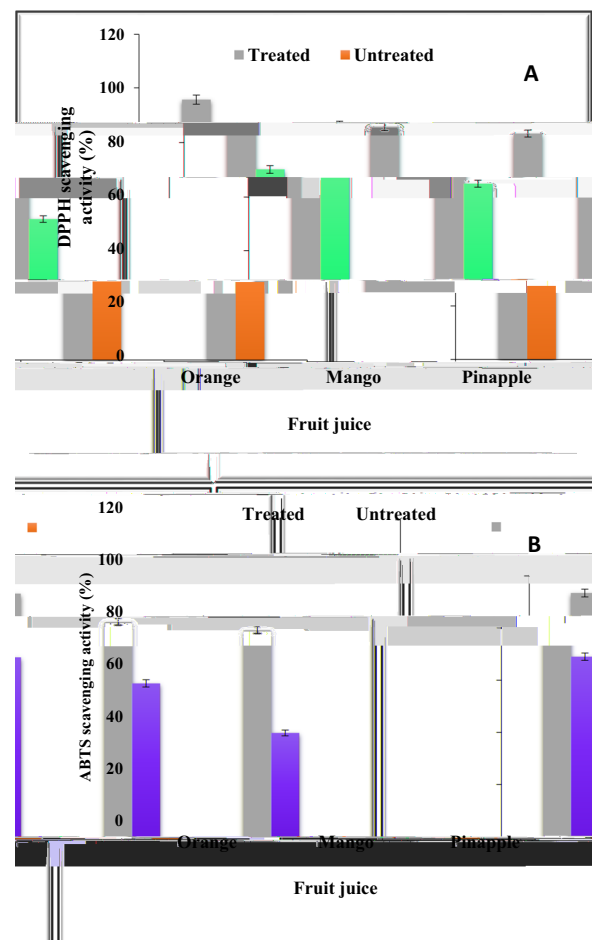 120
Treated Untreated
A
100
80
60
40
20
0
DPPH scavenging
activity (%)
Orange Mango Pinapple
Fruit juice
120
Treated Untreated
B
100
80
60
40
20
0
ABTS scavenging activity (%)
Orange Mango Pinapple
Fruit juice